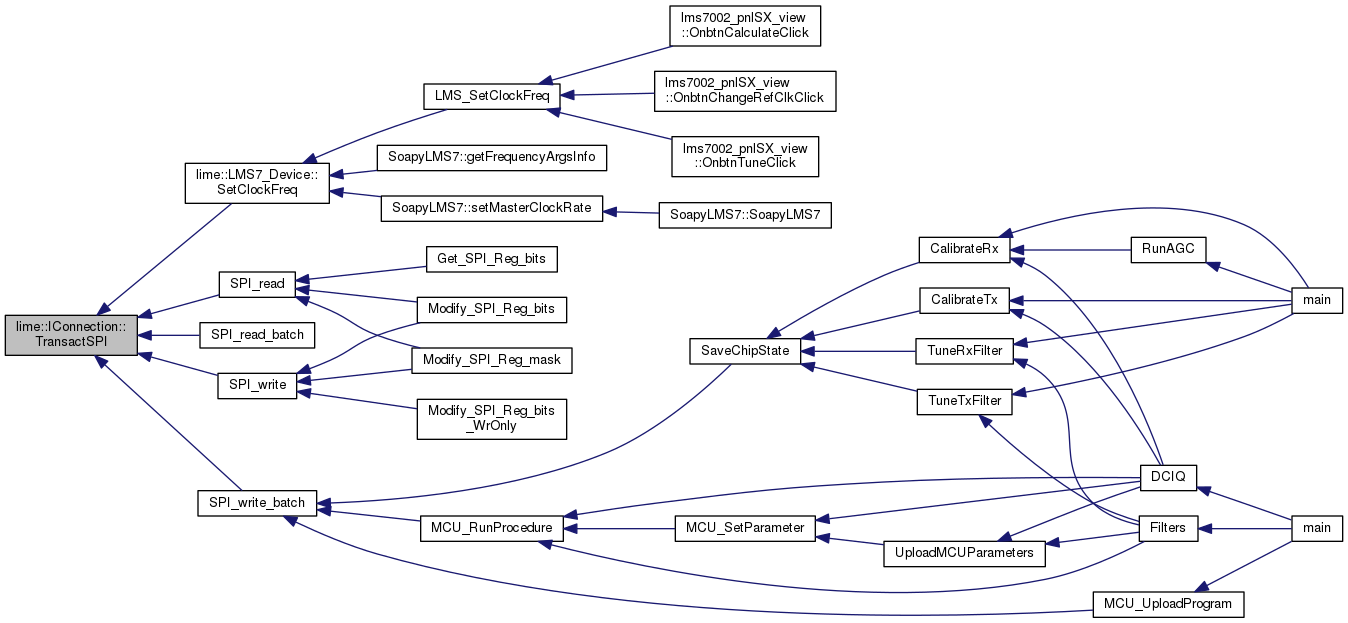 lms7002_pnlSX_view
::OnbtnCalculateClick
LMS_SetClockFreq
lms7002_pnlSX_view
::OnbtnChangeRefClkClick
lms7002_pnlSX_view
::OnbtnTuneClick
lime::LMS7_Device::
SetClockFreq
SoapyLMS7::getFrequencyArgsInfo
SoapyLMS7::setMasterClockRate
SoapyLMS7::SoapyLMS7
Get_SPI_Reg_bits
SPI_read
Modify_SPI_Reg_bits
lime::IConnection::
TransactSPI
SPI_read_batch
Modify_SPI_Reg_mask
SPI_write
Modify_SPI_Reg_bits
_WrOnly
CalibrateRx
RunAGC
CalibrateTx
main
SaveChipState
TuneRxFilter
TuneTxFilter
DCIQ
SPI_write_batch
MCU_RunProcedure
MCU_SetParameter
Filters
main
UploadMCUParameters
MCU_UploadProgram